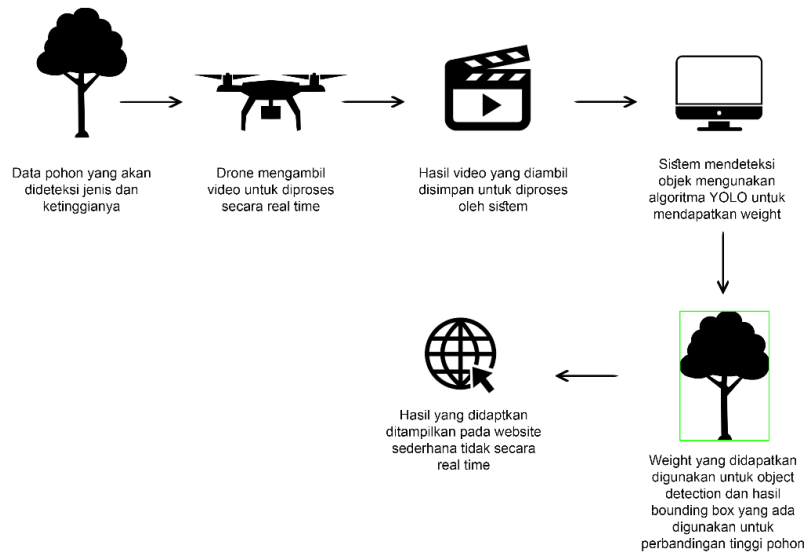 Data pohon yang akan
dideteksi jenis dan
ketinggianya
Drone mengambil
video untuk diproses
secara real time
Hasil video yang diambil
disimpan untuk diproses
oleh sistem
Sistem mendeteksi
objek mengunakan
algoritma YOLO untuk
mendapatkan weight
Weight yang didapatkan
digunakan untuk object
detection dan hasil
bounding box yang ada
digunakan untuk
perbandingan tinggi pohon
Hasil yang didaptkan
ditampilkan pada website
sederhana tidak secara
real time